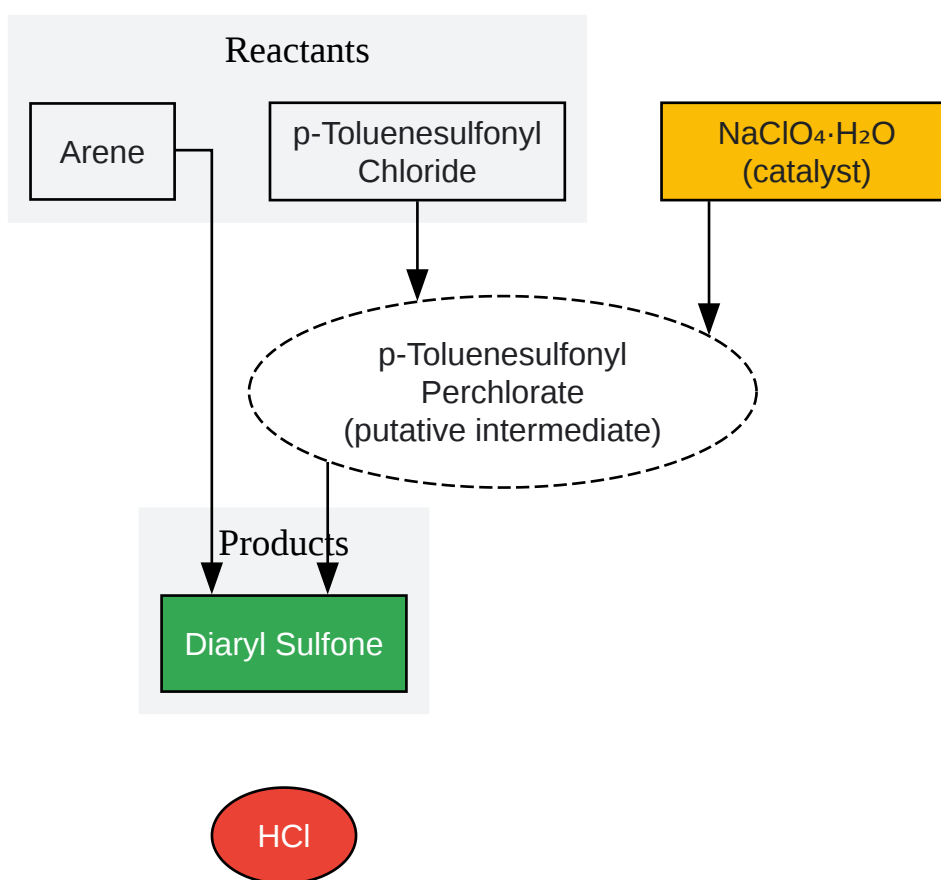 Reactants
Arene
p-Toluenesulfonyl
Chloride
NaClO₄·H₂O
(catalyst)
p-Toluenesulfonyl
Perchlorate
(putative intermediate)
Products
Diaryl Sulfone
HCl